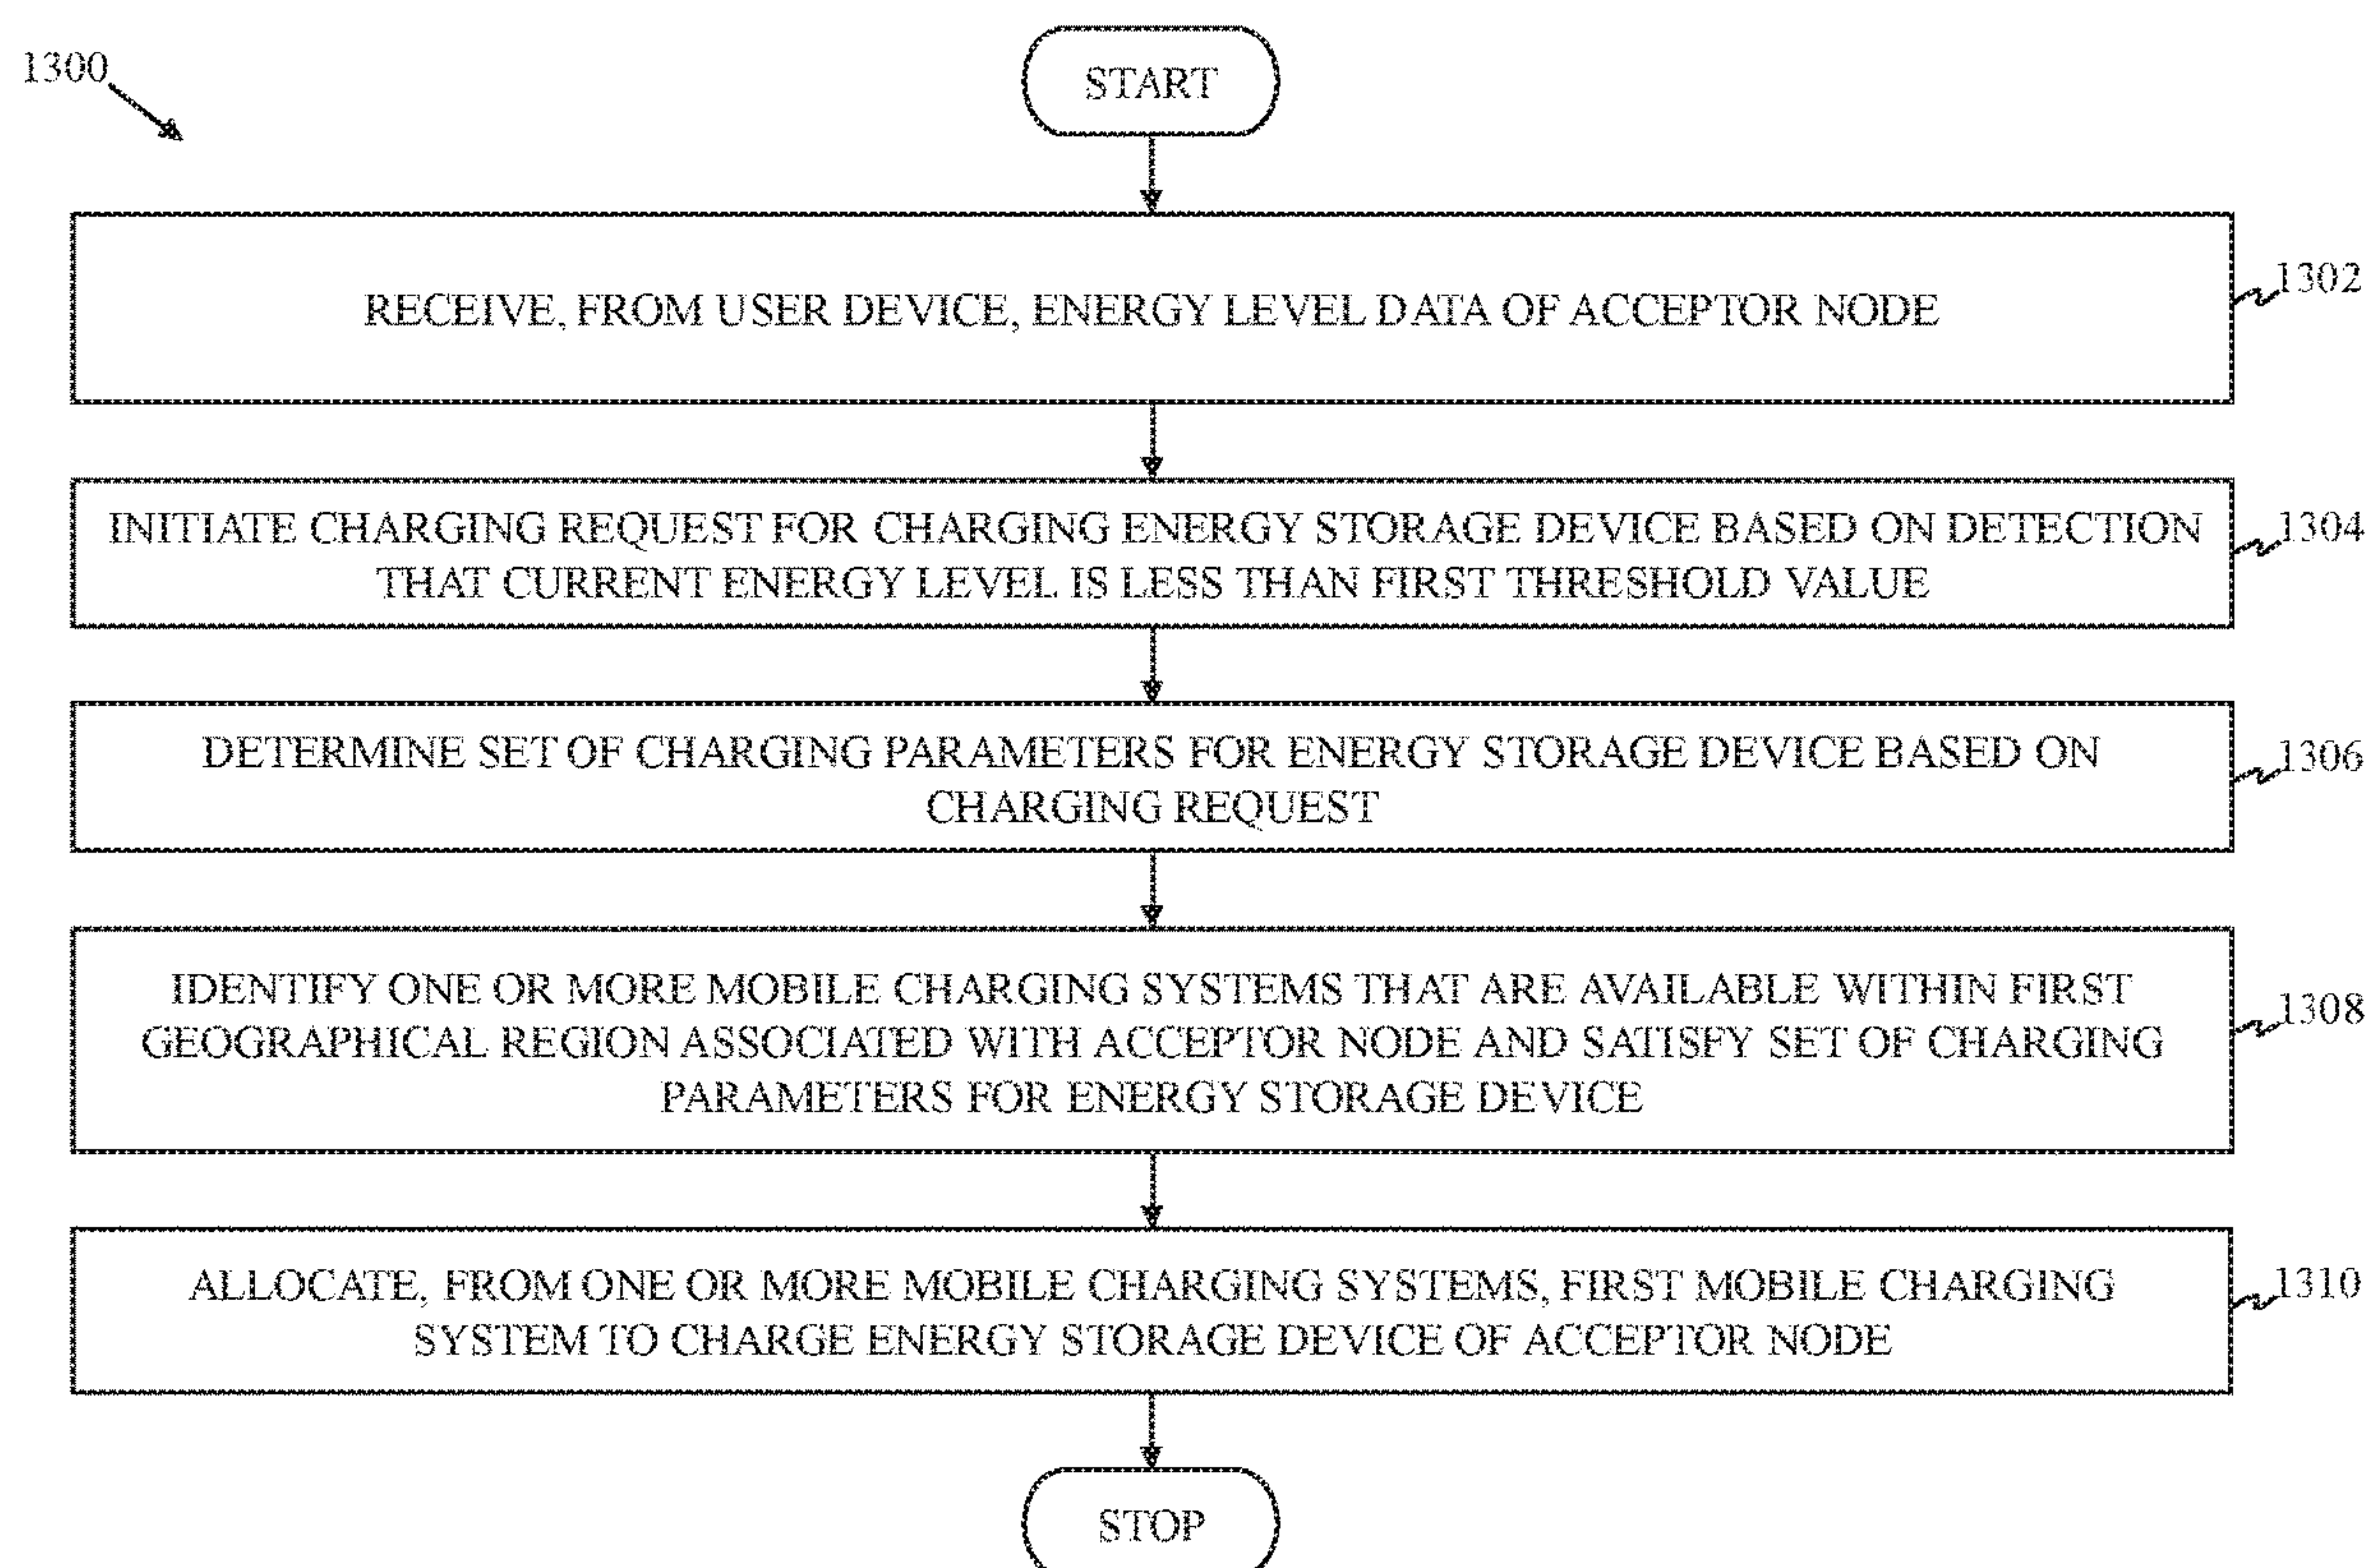 1300
START
RECEIVE, FROM USER DEVICE, ENERGY LEVEL DATA OF ACCEPTOR NODE
1302
INITIATE CHARGING REQUEST FOR CHARGING ENERGY STORAGE DEVICE BASED ON DETECTION
THAT CURRENT ENERGY LEVEL IS LESS THAN FIRST THRESHOLD VALUE
1304
DETERMINE SET OF CHARGING PARAMETERS FOR ENERGY STORAGE DEVICE BASED ON
CHARGING REQUEST
1306
IDENTIFY ONE OR MORE MOBILE CHARGING SYSTEMS THAT ARE AVAILABLE WITHIN FIRST
GEOGRAPHICAL REGION ASSOCIATED WITH ACCEPTOR NODE AND SATISFY SET OF CHARGING
PARAMETERS FOR ENERGY STORAGE DEVICE
1308
ALLOCATE, FROM ONE OR MORE MOBILE CHARGING SYSTEMS, FIRST MOBILE CHARGING
SYSTEM TO CHARGE ENERGY STORAGE DEVICE OF ACCEPTOR NODE
1310
STOP